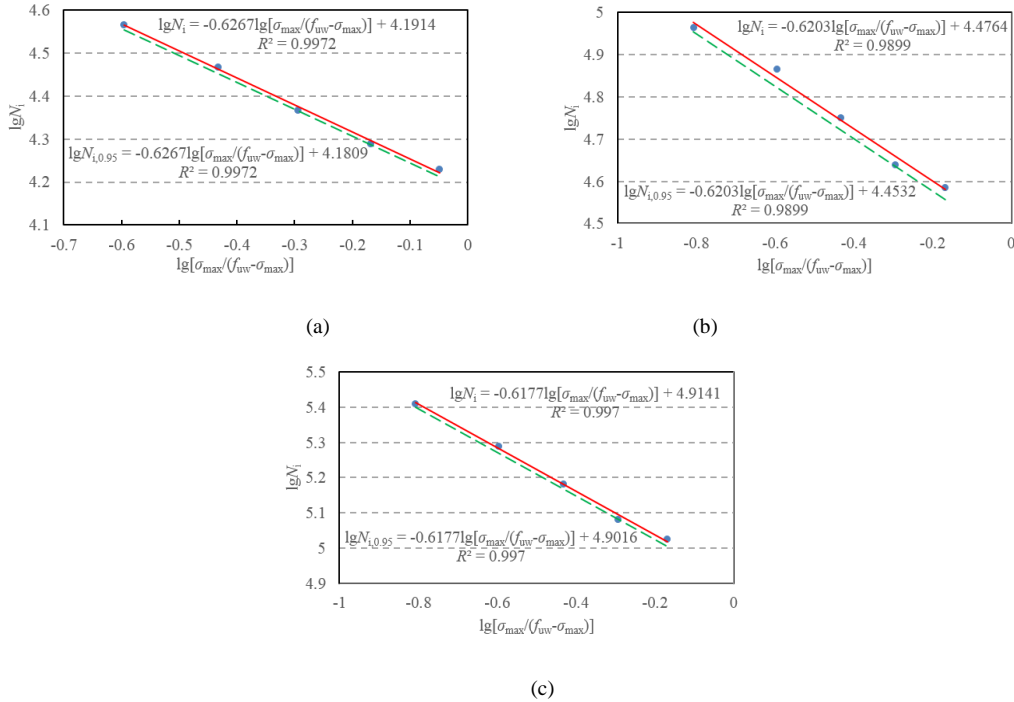 4.6
4.5
4.4
4.3
4.2
4.1
lgNᵢ
lgNᵢ = -0.6267lg[σmax/(fuw-σmax)] + 4.1914
R² = 0.9972
lgNi,0.95 = -0.6267lg[σmax/(fuw-σmax)] + 4.1809
R² = 0.9972
-0.7 -0.6 -0.5 -0.4 -0.3 -0.2 -0.1 0
lg[σmax/(fuw-σmax)]
(a)
5
4.9
4.8
4.7
4.6
4.5
lgNᵢ
lgNᵢ = -0.6203lg[σmax/(fuw-σmax)] + 4.4764
R² = 0.9899
lgNi,0.95 = -0.6203lg[σmax/(fuw-σmax)] + 4.4532
R² = 0.9899
-1 -0.8 -0.6 -0.4 -0.2 0
lg[σmax/(fuw-σmax)]
(b)
5.5
5.4
5.3
5.2
5.1
5
4.9
lgNᵢ
lgNᵢ = -0.6177lg[σmax/(fuw-σmax)] + 4.9141
R² = 0.997
lgNi,0.95 = -0.6177lg[σmax/(fuw-σmax)] + 4.9016
R² = 0.997
-1 -0.8 -0.6 -0.4 -0.2 0
lg[σmax/(fuw-σmax)]
(c)